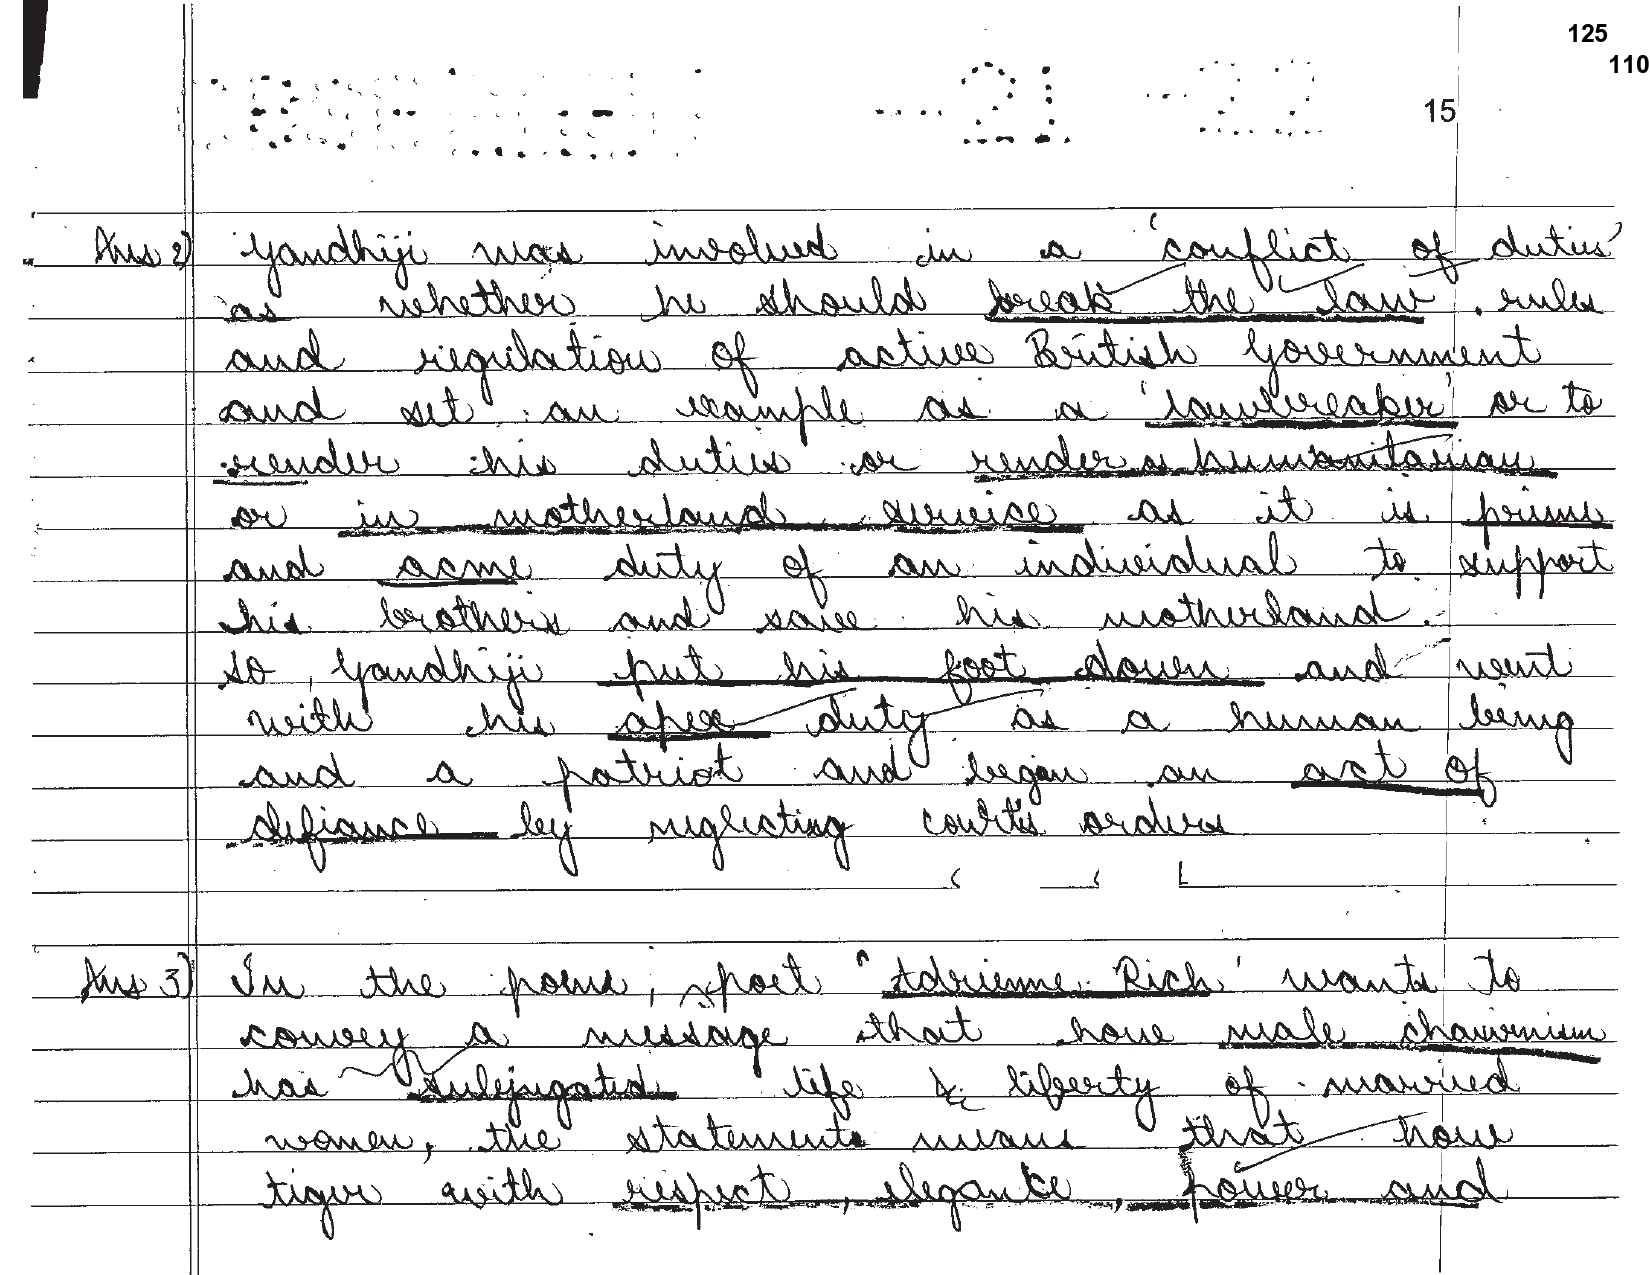 125
110
15
Ans 2) Gandhiji was involved in a 'conflict of duties'
as whether he should break the law, rules
and regulation of active British Government
and set an example as a 'lawbreaker' or to
render his duties or render a humanitarian
or in motherland service as it is prime
and acme duty of an individual to support
his brothers and save his motherland.
so, Gandhiji put his foot down and went
with his apex duty as a human being
and a patriot and began an act of
defiance by neglecting court's orders
Ans 3) In the poem, poet 'Adrienne Rich' wants to
convey a message that how male chauvnism
has subjugated life & liberty of married
women, the statements means that how
tiger with respect, elegance, power and